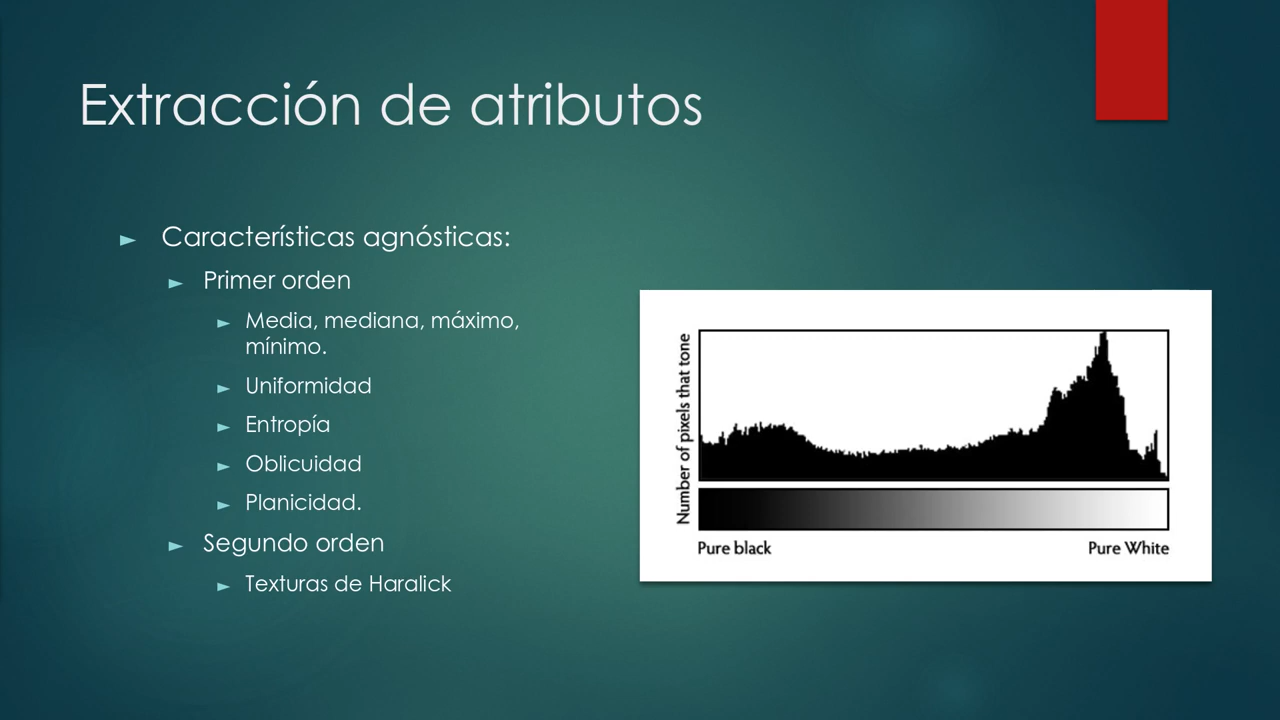 Extracción de atributos
Características agnósticas:
Primer orden
Media, mediana, máximo,
mínimo.
Uniformidad
Entropía
Oblicuidad
Planicidad.
Segundo orden
Texturas de Haralick
Number of pixels that tone
Pure black
Pure White